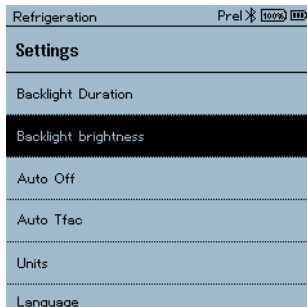 Refrigeration Prel 100%
Settings
Backlight Duration
Backlight brightness
Auto Off
Auto Tfac
Units
Language